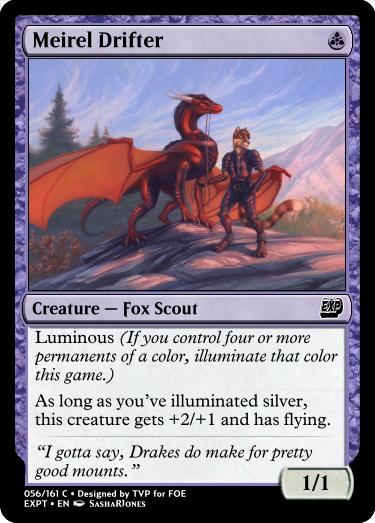 Meirel Drifter
Creature — Fox Scout
EXP
Luminous (If you control four or more
permanents of a color, illuminate that color
this game.)
As long as you've illuminated silver,
this creature gets +2/+1 and has flying.
"I gotta say, Drakes do make for pretty
good mounts."
1/1
056/161 C • Designed by TVP for FOE
EXPT • EN SashaRJones